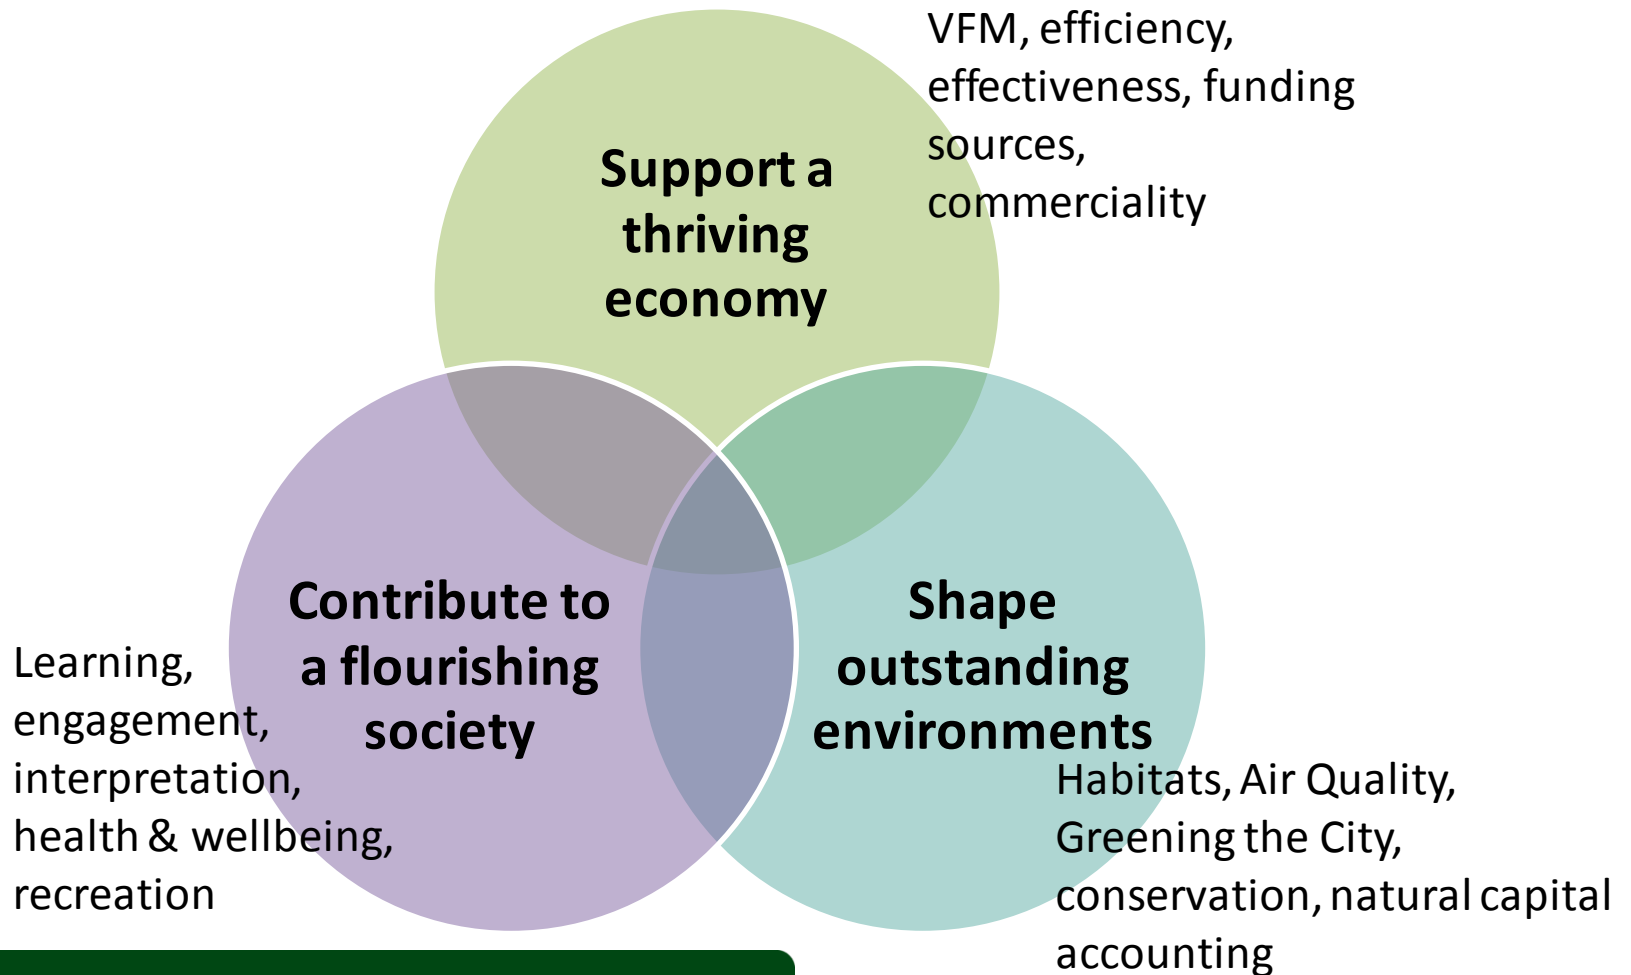 VFM, efficiency,
effectiveness, funding
sources,
commerciality
Support a
thriving
economy
Contribute to
a flourishing
society
Shape
outstanding
environments
Learning,
engagement,
interpretation,
health & wellbeing,
recreation
Habitats, Air Quality,
Greening the City,
conservation, natural capital
accounting